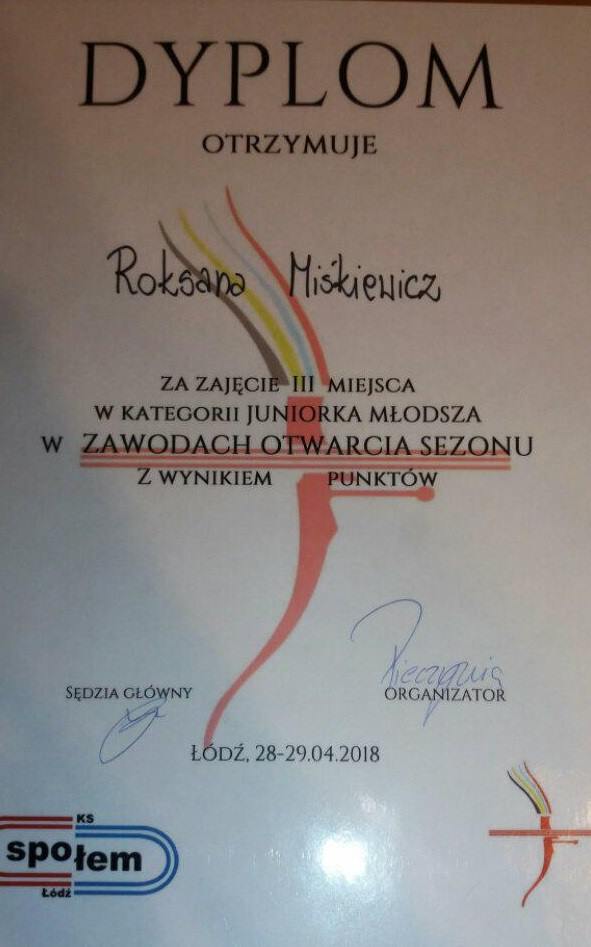 DYPLOM
OTRZYMUJE
Roksana Miśkiewicz
ZA ZAJĘCIE III MIEJSCA
W KATEGORII JUNIORKA MŁODSZA
W ZAWODACH OTWARCIA SEZONU
Z WYNIKIEM PUNKTÓW
SĘDZIA GŁÓWNY
ORGANIZATOR
ŁÓDŹ, 28-29.04.2018
KS
społem
Łódź